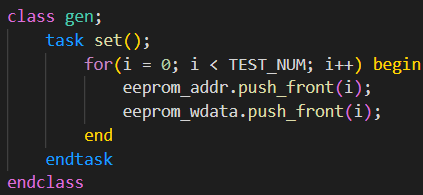 class gen;
    task set();
        for(i = 0; i < TEST_NUM; i++) begin
            eeprom_addr.push_front(i);
            eeprom_wdata.push_front(i);
        end
    endtask
endclass